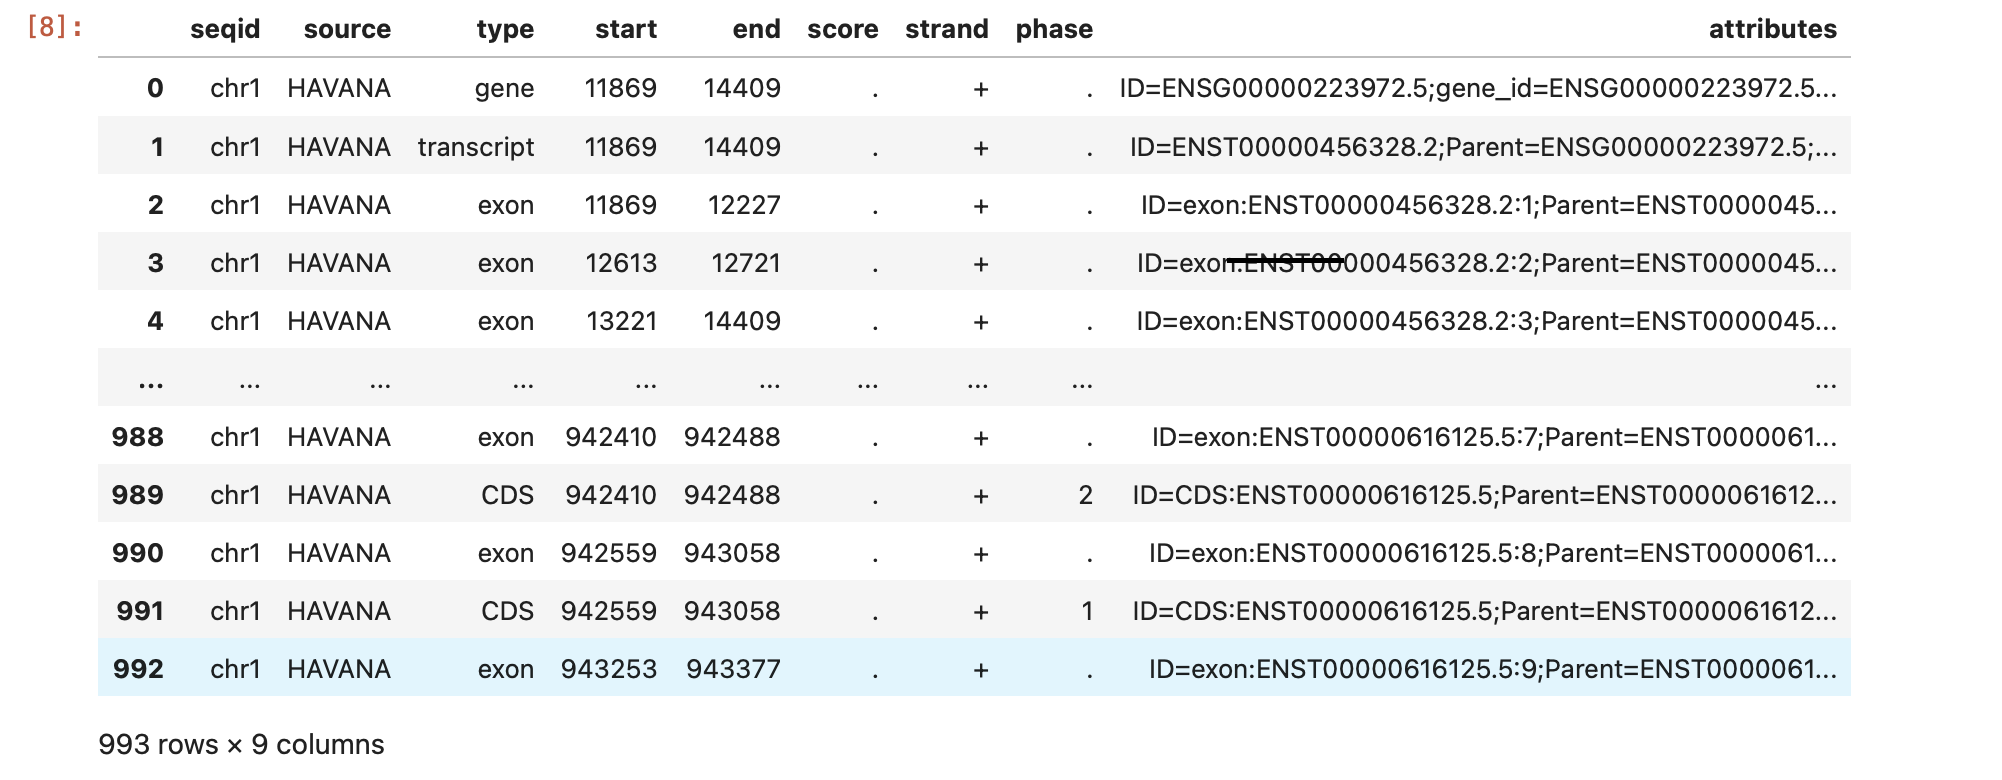 [8]: seqid source type start end score strand phase attributes
0 chr1 HAVANA gene 11869 14409 . + . ID=ENSG00000223972.5;gene_id=ENSG00000223972.5...
1 chr1 HAVANA transcript 11869 14409 . + . ID=ENST00000456328.2;Parent=ENSG00000223972.5;...
2 chr1 HAVANA exon 11869 12227 . + . ID=exon:ENST00000456328.2:1;Parent=ENST0000045...
3 chr1 HAVANA exon 12613 12721 . + . ID=exon:ENST00000456328.2:2;Parent=ENST0000045...
4 chr1 HAVANA exon 13221 14409 . + . ID=exon:ENST00000456328.2:3;Parent=ENST0000045...
... ... ... ... ... ... ... ... ... ...
988 chr1 HAVANA exon 942410 942488 . + . ID=exon:ENST00000616125.5:7;Parent=ENST0000061...
989 chr1 HAVANA CDS 942410 942488 . + 2 ID=CDS:ENST00000616125.5;Parent=ENST0000061612...
990 chr1 HAVANA exon 942559 943058 . + . ID=exon:ENST00000616125.5:8;Parent=ENST0000061...
991 chr1 HAVANA CDS 942559 943058 . + 1 ID=CDS:ENST00000616125.5;Parent=ENST0000061612...
992 chr1 HAVANA exon 943253 943377 . + . ID=exon:ENST00000616125.5:9;Parent=ENST0000061...
993 rows × 9 columns